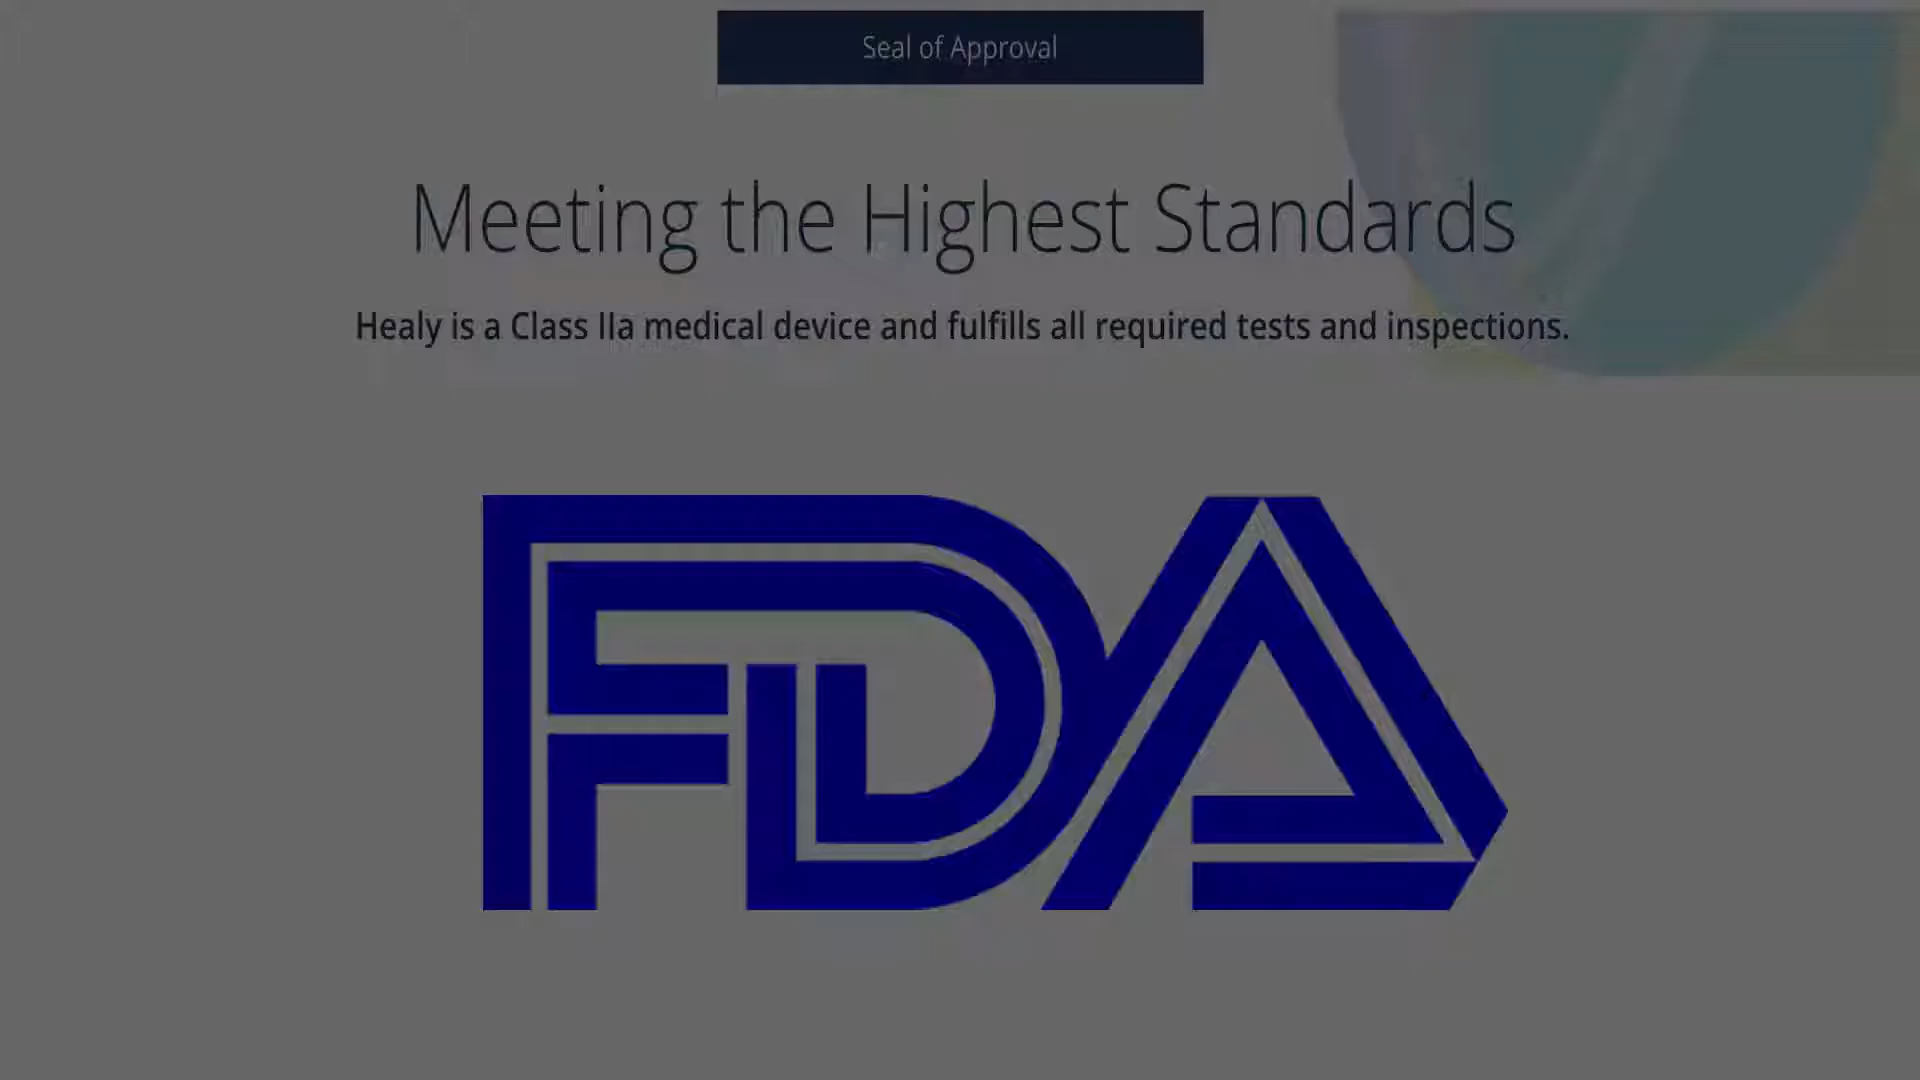 Seal of Approval
Meeting the Highest Standards
Healy is a Class IIa medical device and fulfills all required tests and inspections.
FDA